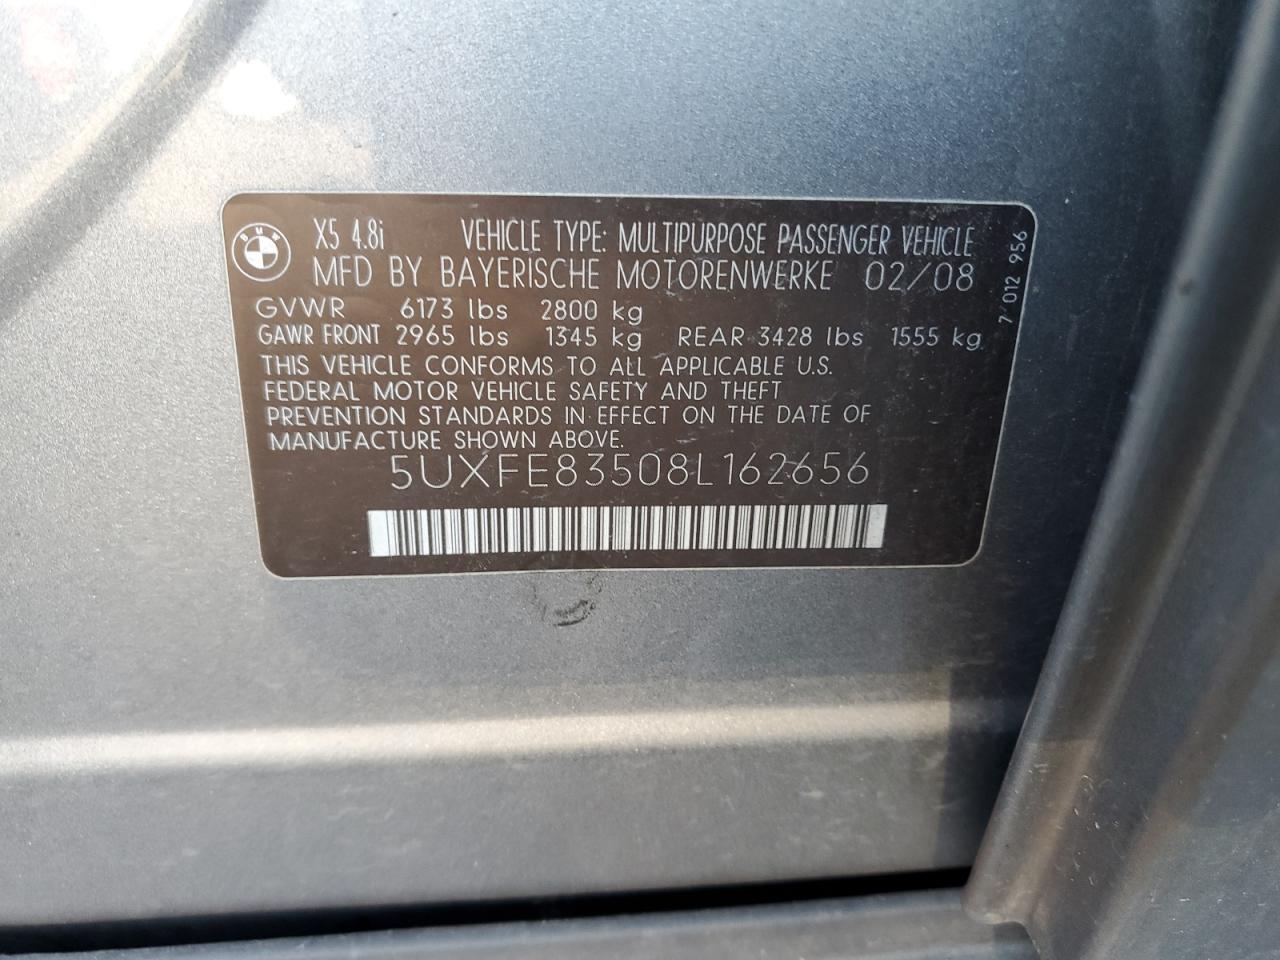 BMW
X5 4.8i VEHICLE TYPE: MULTIPURPOSE PASSENGER VEHICLE
MFD BY BAYERISCHE MOTORENWERKE 02/08
GVWR 6173 lbs 2800 kg
GAWR FRONT 2965 lbs 1345 kg REAR 3428 lbs 1555 kg
THIS VEHICLE CONFORMS TO ALL APPLICABLE U.S.
FEDERAL MOTOR VEHICLE SAFETY AND THEFT
PREVENTION STANDARDS IN EFFECT ON THE DATE OF
MANUFACTURE SHOWN ABOVE.
5UXFE83508L162656
7/ 012 956